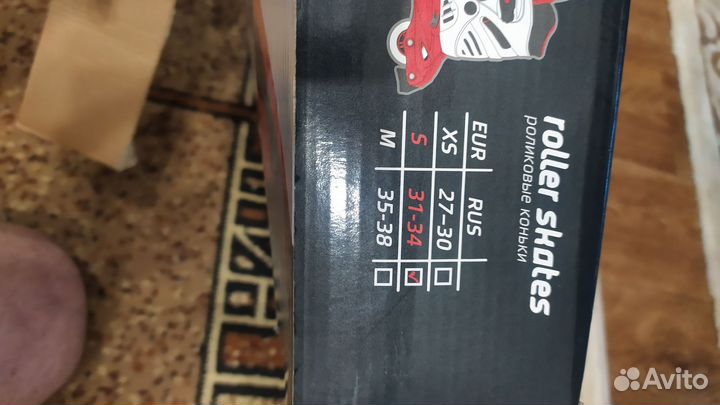 roller skates
роликовые коньки
EUR RUS
XS 27-30
S 31-34
M 35-38
Avito